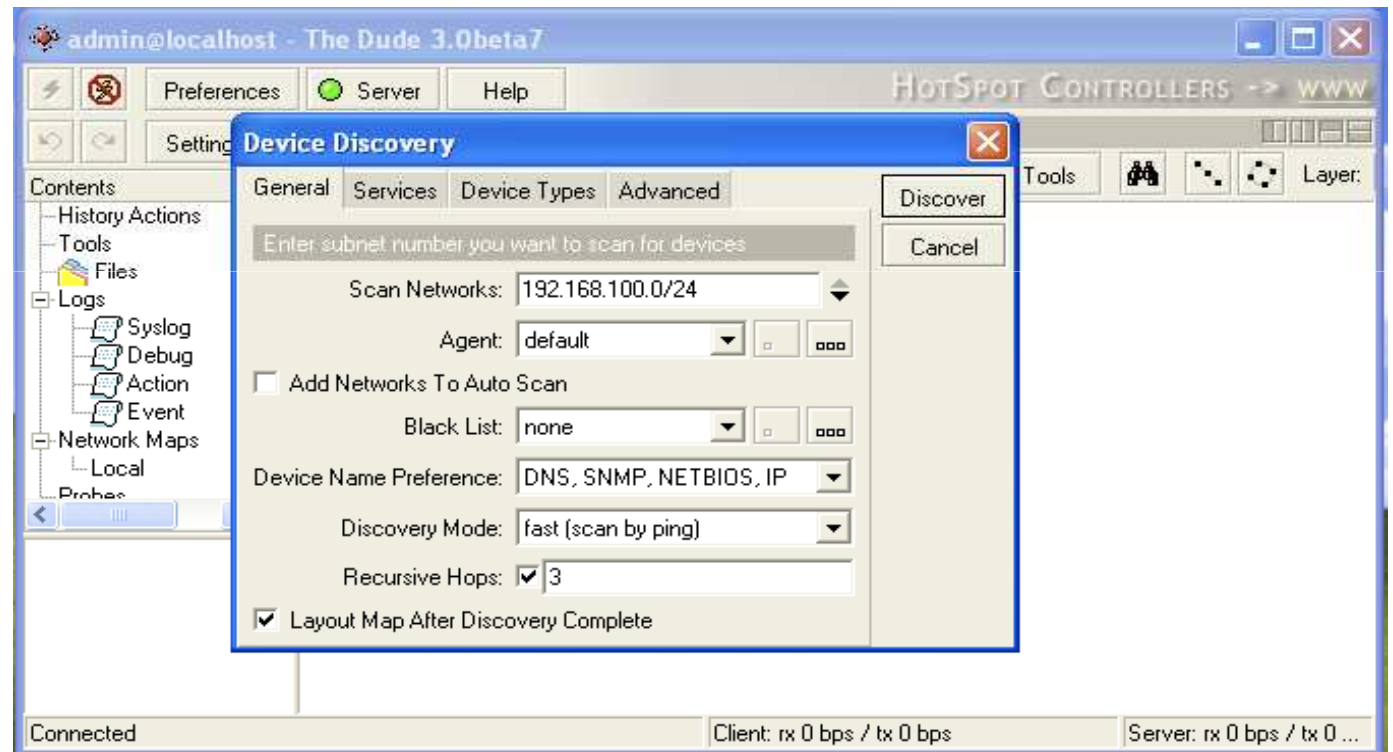 admin@localhost - The Dude 3.0beta7
Preferences
Server
Help
HOTSPOT CONTROLLERS -> WWW
Setting
Tools
Layer:
Contents
History Actions
Tools
Files
Logs
Syslog
Debug
Action
Event
Network Maps
Local
Probes
Device Discovery
General Services Device Types Advanced
Discover
Cancel
Enter subnet number you want to scan for devices
Scan Networks: 192.168.100.0/24
Agent: default
Add Networks To Auto Scan
Black List: none
Device Name Preference: DNS, SNMP, NETBIOS, IP
Discovery Mode: fast (scan by ping)
Recursive Hops: 3
Layout Map After Discovery Complete
Connected
Client: rx 0 bps / tx 0 bps
Server: rx 0 bps / tx 0 ...